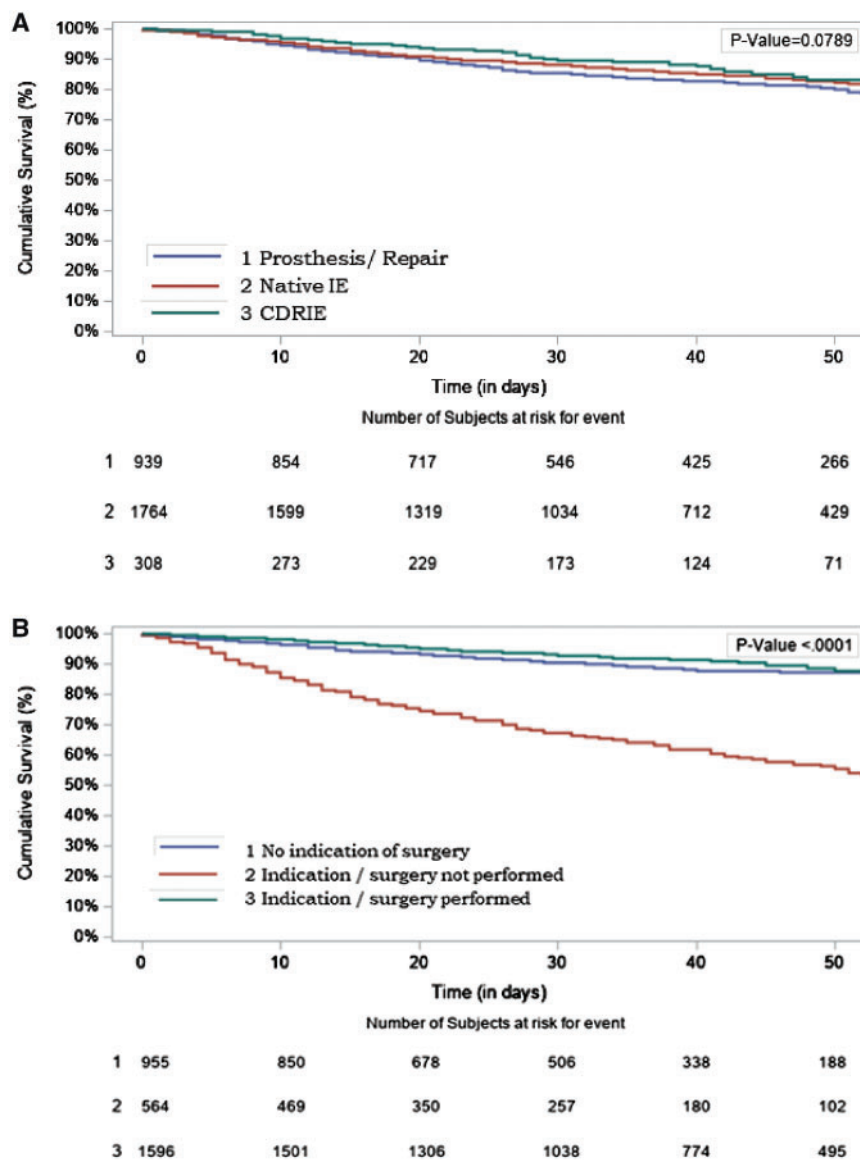 A
100%
90%
80%
70%
60%
50%
40%
30%
20%
10%
0%
Cumulative Survival (%)
P-Value=0.0789
1 Prosthesis/ Repair
2 Native IE
3 CDRIE
0 10 20 30 40 50
Time (in days)
Number of Subjects at risk for event
1 939 854 717 546 425 266
2 1764 1599 1319 1034 712 429
3 308 273 229 173 124 71
B
100%
90%
80%
70%
60%
50%
40%
30%
20%
10%
0%
Cumulative Survival (%)
P-Value <.0001
1 No indication of surgery
2 Indication / surgery not performed
3 Indication / surgery performed
0 10 20 30 40 50
Time (in days)
Number of Subjects at risk for event
1 955 850 678 506 338 188
2 564 469 350 257 180 102
3 1596 1501 1306 1038 774 495